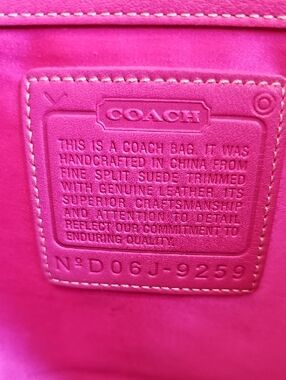 COACH
THIS IS A COACH BAG. IT WAS
HANDCRAFTED IN CHINA FROM
FINE SPLIT SUEDE TRIMMED
WITH GENUINE LEATHER. ITS
SUPERIOR CRAFTSMANSHIP
AND ATTENTION TO DETAIL
REFLECT OUR COMMITMENT TO
ENDURING QUALITY.
Nº D06J-9259